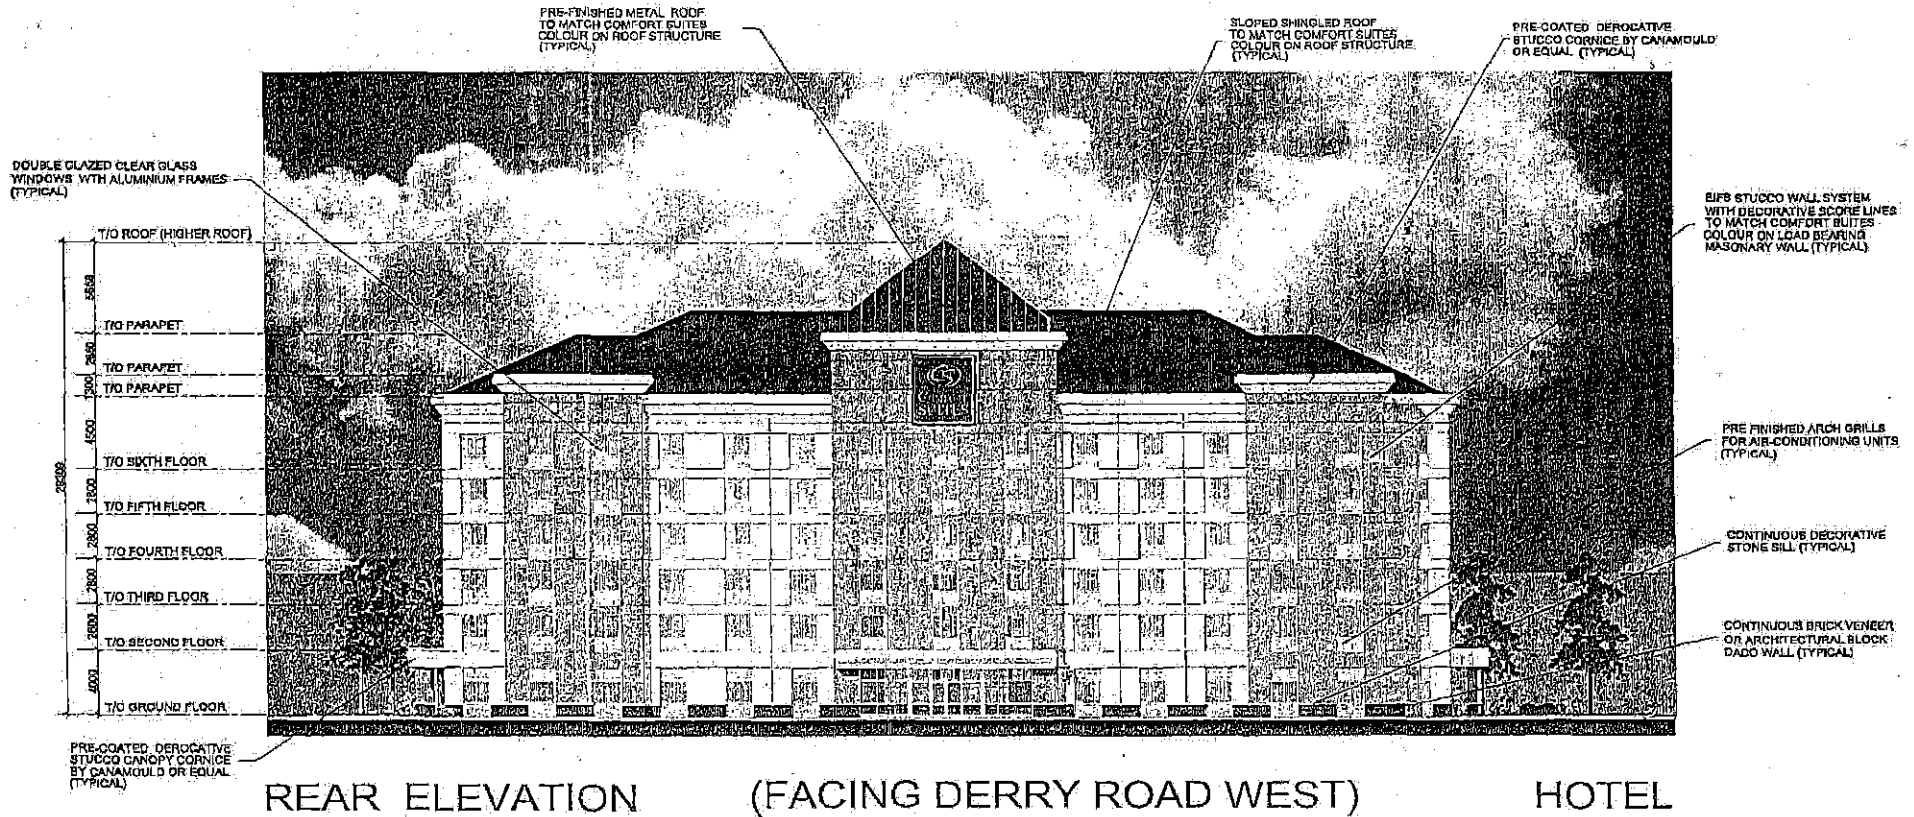 PRE-FINISHED METAL ROOF
TO MATCH COMFORT SUITES
COLOUR ON ROOF STRUCTURE
(TYPICAL)
SLOPED SHINGLED ROOF
TO MATCH COMFORT SUITES
COLOUR ON ROOF STRUCTURE
(TYPICAL)
PRE-COATED DEROCATIVE
STUCCO CORNICE BY CANAMOULD
OR EQUAL (TYPICAL)
DOUBLE GLAZED CLEAR GLASS
WINDOWS WTH ALUMINIUM FRAMES
(TYPICAL)
EIFS STUCCO WALL SYSTEM
WITH DECORATIVE SCORE LINES
TO MATCH COMFORT SUITES
COLOUR ON LOAD BEARING
MASONARY WALL (TYPICAL)
T/O ROOF (HIGHER ROOF)
T/O PARAPET
T/O PARAPET
T/O PARAPET
4500
T/O SIXTH FLOOR
2800
T/O FIFTH FLOOR
2800
T/O FOURTH FLOOR
2800
T/O THIRD FLOOR
2800
T/O SECOND FLOOR
4000
T/O GROUND FLOOR
PRE FINISHED ARCH GRILLS
FOR AIR-CONDITIONING UNITS
(TYPICAL)
CONTINUOUS DECORATIVE
STONE SILL (TYPICAL)
CONTINUOUS BRICK VENEER
OR ARCHITECTURAL BLOCK
DADO WALL (TYPICAL)
PRE-COATED DEROCATIVE
STUCCO CANOPY CORNICE
BY CANAMOULD OR EQUAL
(TYPICAL)
REAR ELEVATION (FACING DERRY ROAD WEST) HOTEL